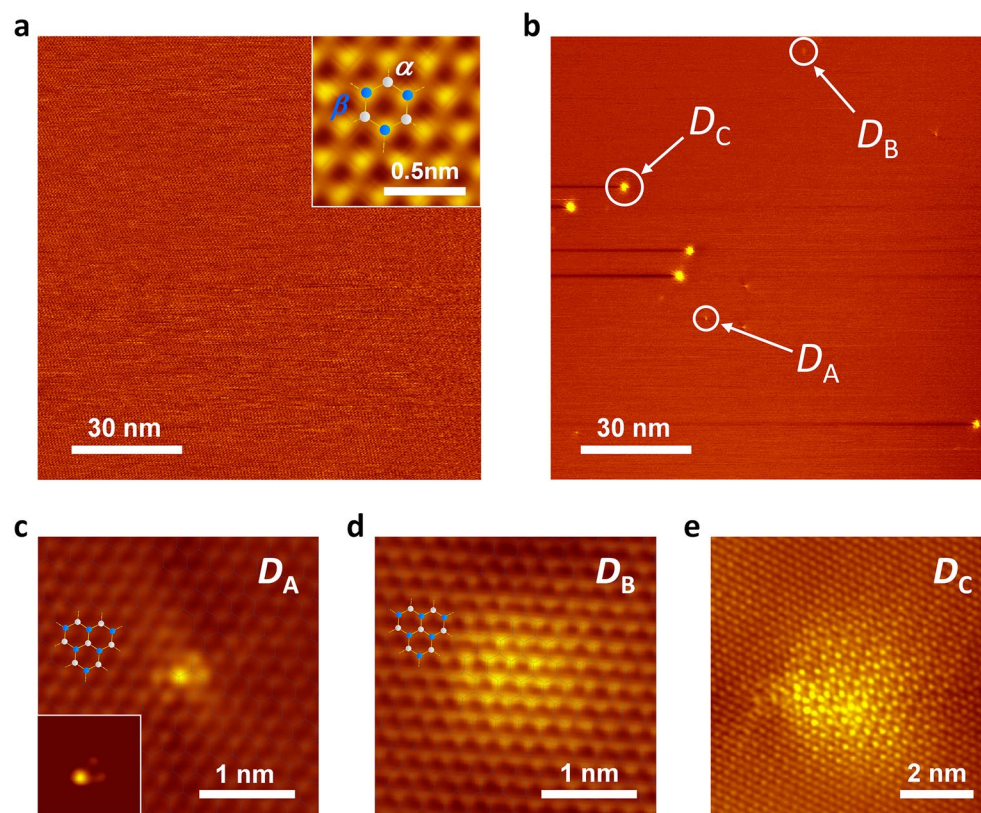 a
α
β
0.5nm
30 nm
b
D_B
D_C
D_A
30 nm
c
D_A
1 nm
d
D_B
1 nm
e
D_C
2 nm